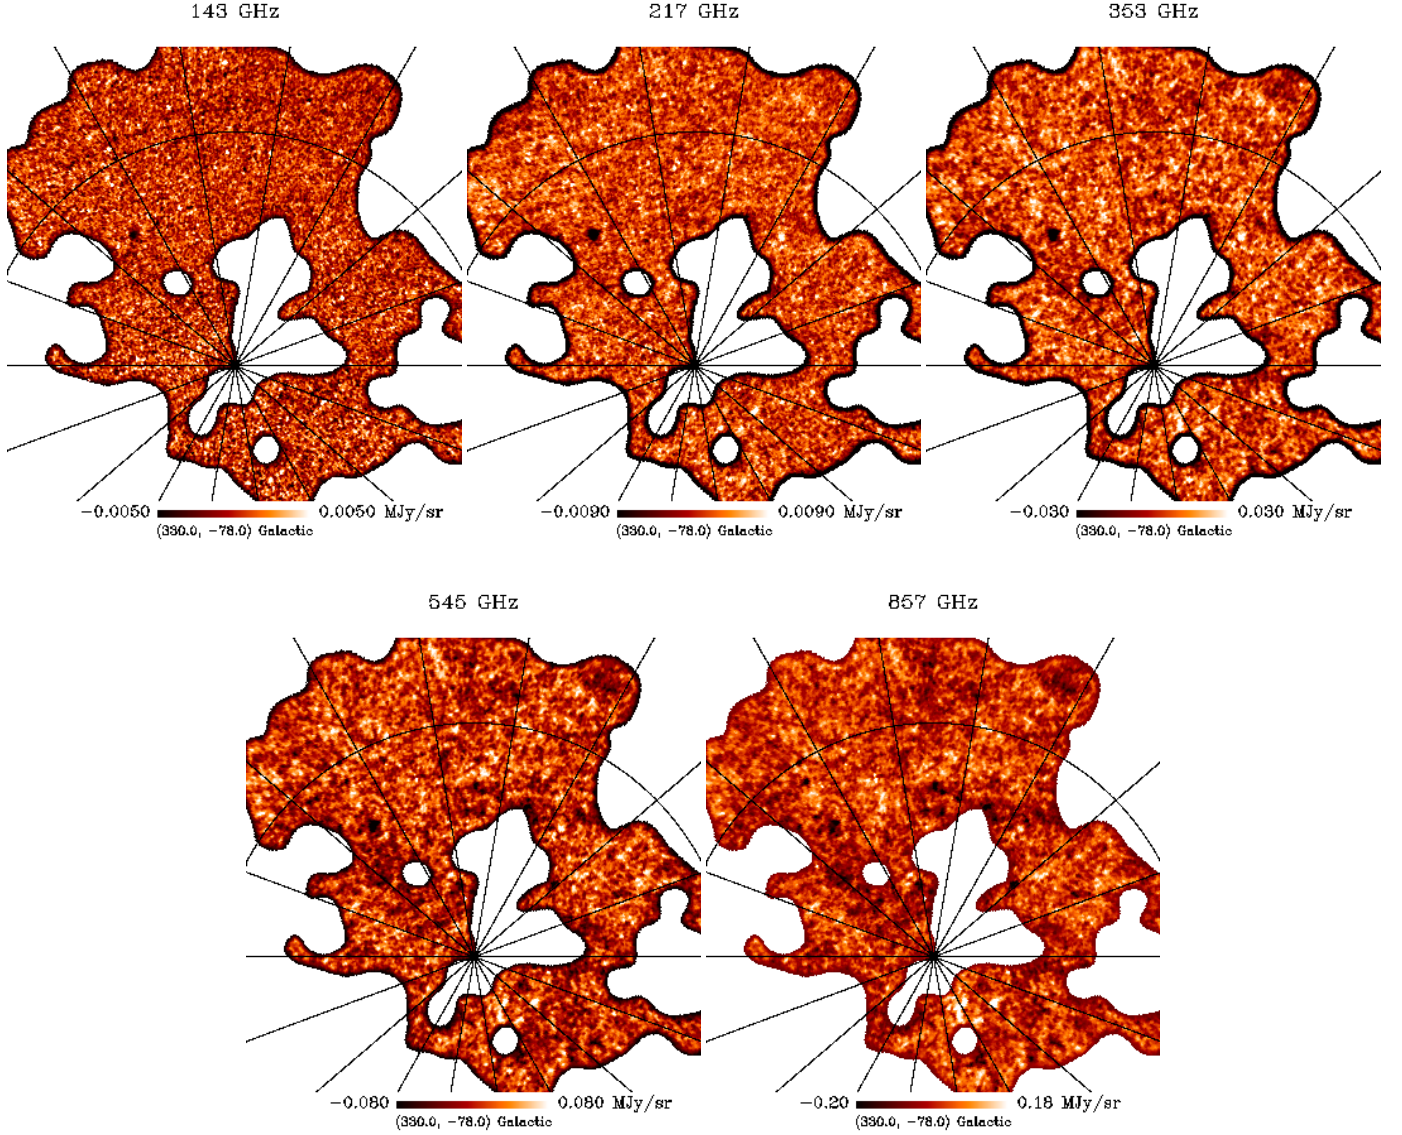 143 GHz
217 GHz
353 GHz
−0.0050 0.0050 MJy/sr
(330.0, −78.0) Galactic
−0.0090 0.0090 MJy/sr
(330.0, −78.0) Galactic
−0.030 0.030 MJy/sr
(330.0, −78.0) Galactic
545 GHz
857 GHz
−0.080 0.080 MJy/sr
(330.0, −78.0) Galactic
−0.20 0.18 MJy/sr
(330.0, −78.0) Galactic